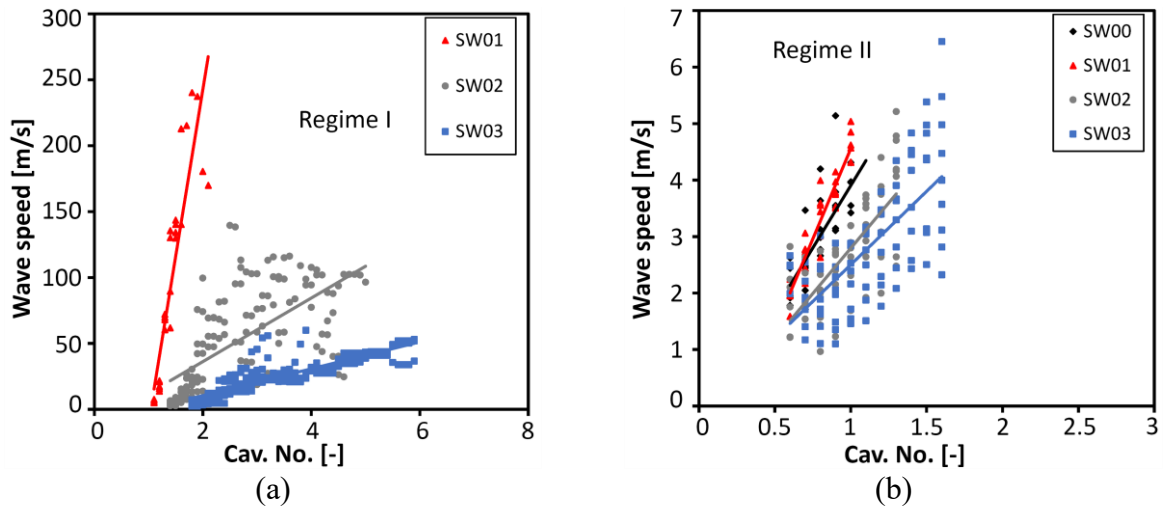 300
250
200
150
100
50
0
Wave speed [m/s]
SW01
SW02
SW03
Regime I
0
2
4
6
8
Cav. No. [-]
(a)
7
6
5
4
3
2
1
0
Wave speed [m/s]
Regime II
SW00
SW01
SW02
SW03
0
0.5
1
1.5
2
2.5
3
Cav. No. [-]
(b)